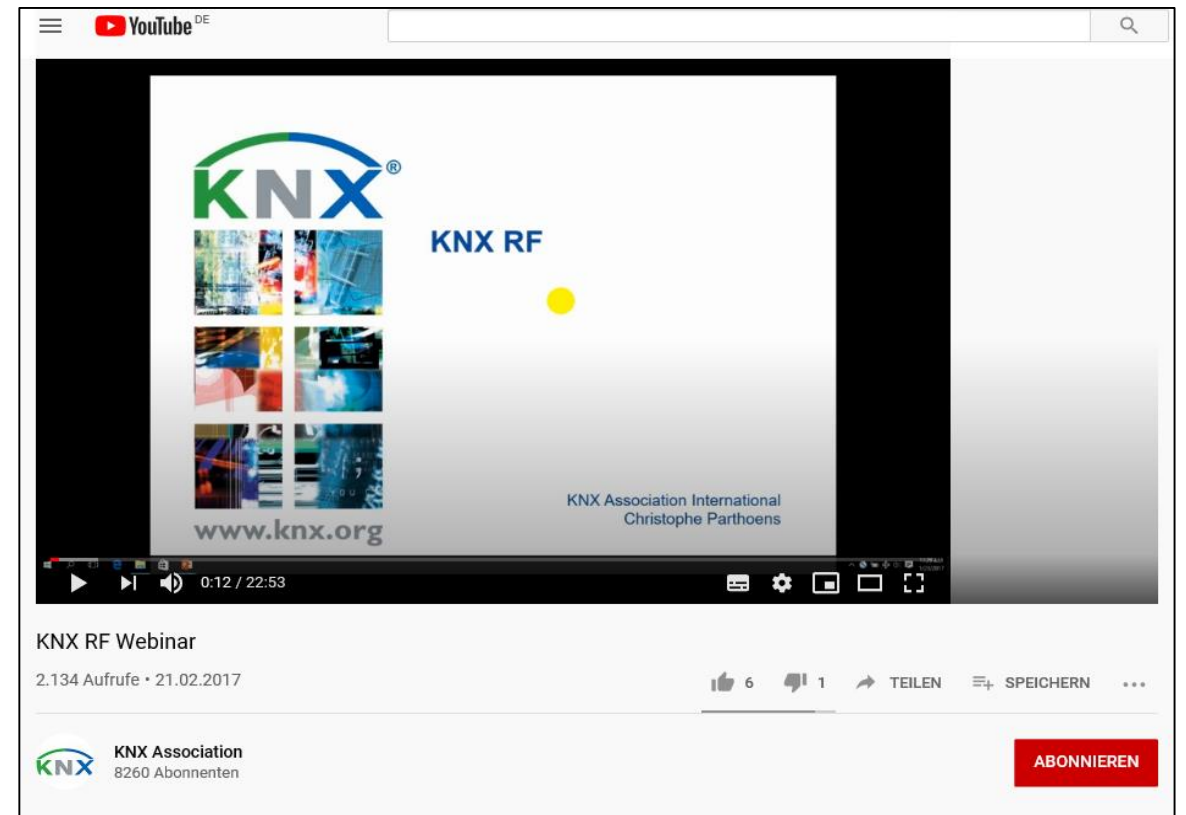 YouTube DE
KNX®
KNX RF
KNX Association International
Christophe Parthoens
www.knx.org
0:12 / 22:53
KNX RF Webinar
2.134 Aufrufe • 21.02.2017
6 1 TEILEN SPEICHERN
KNX
KNX Association
8260 Abonnenten
ABONNIEREN